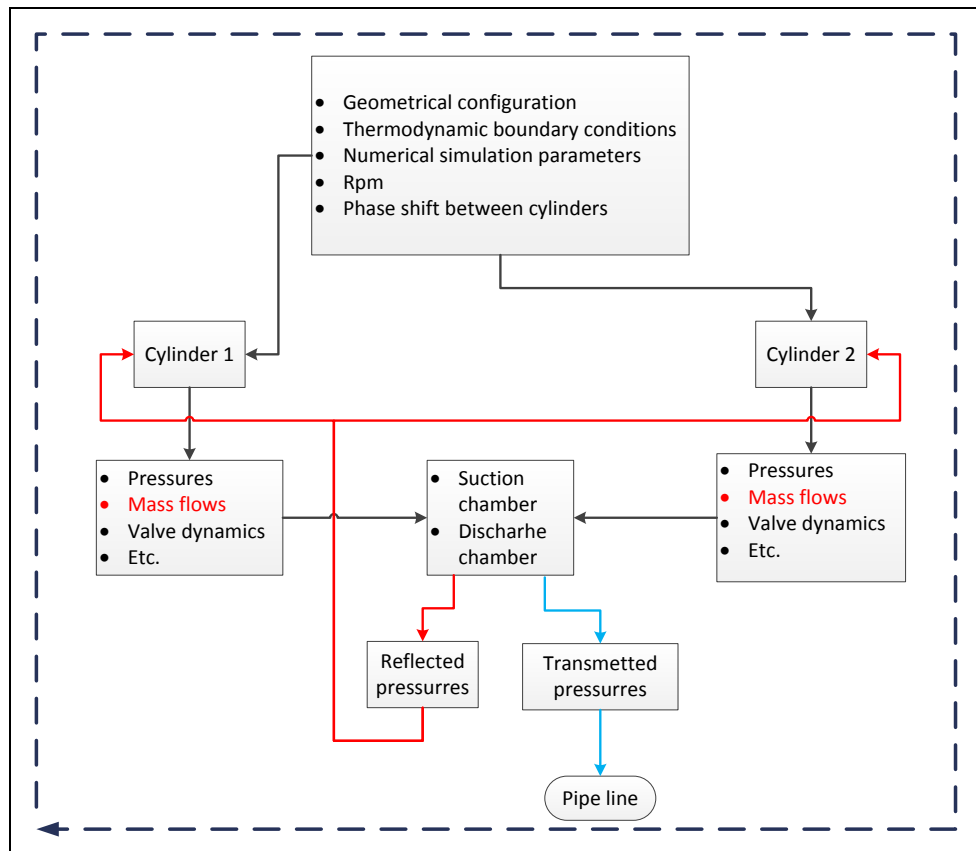 • Geometrical configuration
• Thermodynamic boundary conditions
• Numerical simulation parameters
• Rpm
• Phase shift between cylinders
Cylinder 1
Cylinder 2
• Pressures
• Mass flows
• Valve dynamics
• Etc.
• Suction
chamber
• Discharhe
chamber
• Pressures
• Mass flows
• Valve dynamics
• Etc.
Reflected
pressurres
Transmetted
pressurres
Pipe line